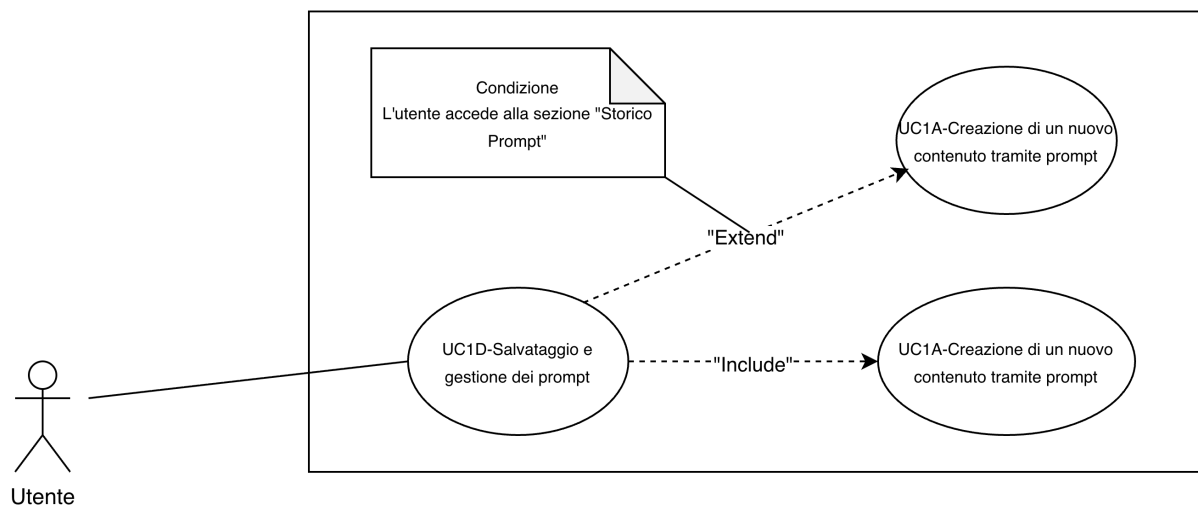 Condizione
L'utente accede alla sezione "Storico
Prompt"
UC1A-Creazione di un nuovo
contenuto tramite prompt
"Extend"
UC1D-Salvataggio e
gestione dei prompt
"Include"
UC1A-Creazione di un nuovo
contenuto tramite prompt
Utente